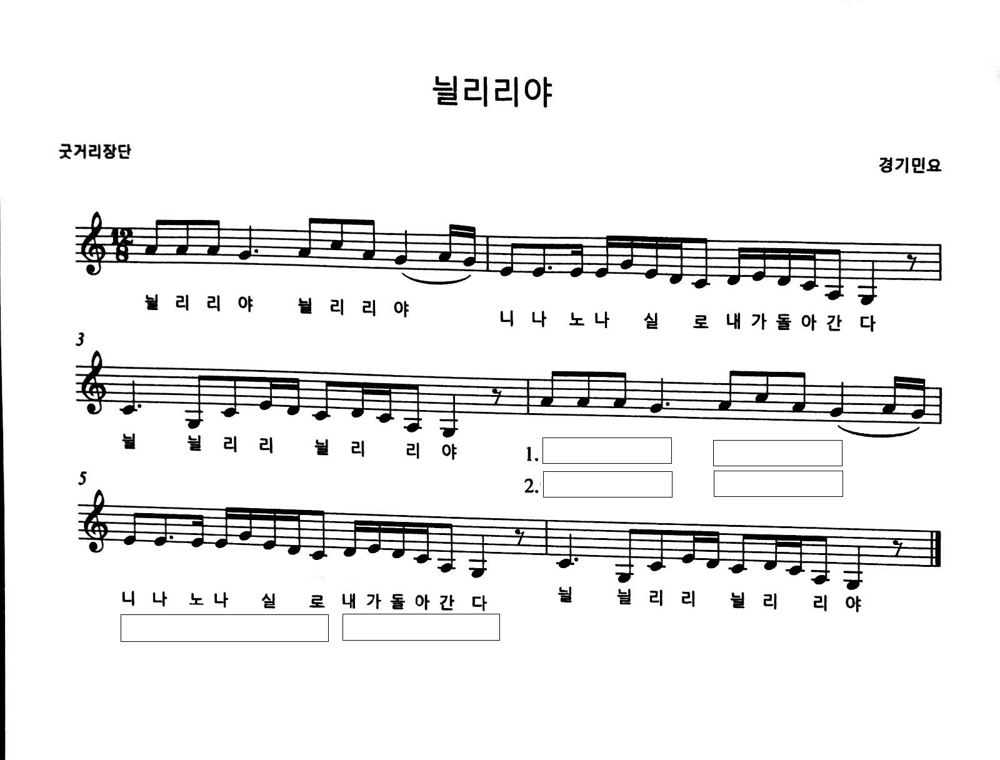 늴리리야
굿거리장단
경기민요
12
8
늴 리 리 야 늴 리 리 야 니 나 노 나 실 로 내 가 돌 아 간 다
3
늴 늴 리 리 늴 리 리 야
1.
2.
5
니 나 노 나 실 로 내 가 돌 아 간 다 늴 늴 리 리 늴 리 리 야